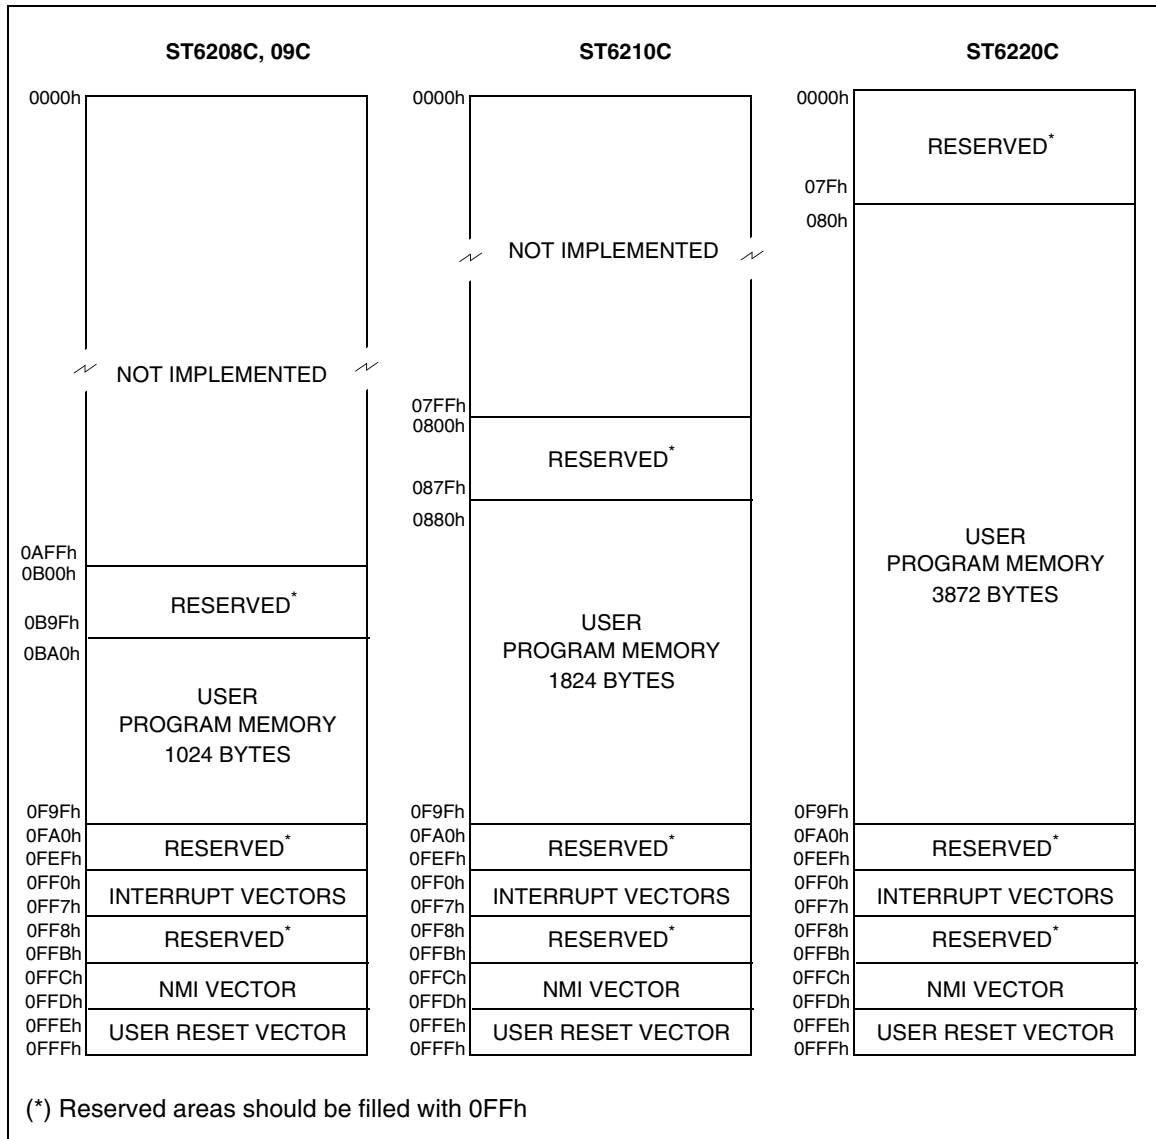 ST6208C, 09C
0000h
NOT IMPLEMENTED
0AFFh
0B00h
RESERVED*
0B9Fh
0BA0h
USER
PROGRAM MEMORY
1024 BYTES
0F9Fh
0FA0h
RESERVED*
0FEFh
0FF0h
INTERRUPT VECTORS
0FF7h
0FF8h
RESERVED*
0FFBh
0FFCh
NMI VECTOR
0FFDh
0FFEh
USER RESET VECTOR
0FFFh
ST6210C
0000h
NOT IMPLEMENTED
07FFh
0800h
RESERVED*
087Fh
0880h
USER
PROGRAM MEMORY
1824 BYTES
0F9Fh
0FA0h
RESERVED*
0FEFh
0FF0h
INTERRUPT VECTORS
0FF7h
0FF8h
RESERVED*
0FFBh
0FFCh
NMI VECTOR
0FFDh
0FFEh
USER RESET VECTOR
0FFFh
ST6220C
0000h
RESERVED*
07Fh
080h
USER
PROGRAM MEMORY
3872 BYTES
0F9Fh
0FA0h
RESERVED*
0FEFh
0FF0h
INTERRUPT VECTORS
0FF7h
0FF8h
RESERVED*
0FFBh
0FFCh
NMI VECTOR
0FFDh
0FFEh
USER RESET VECTOR
0FFFh
(*) Reserved areas should be filled with 0FFh